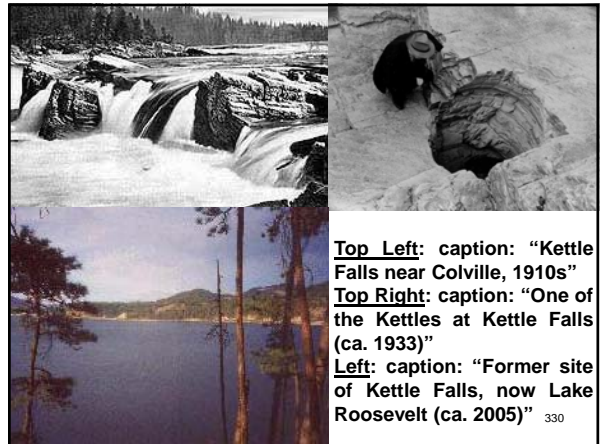 Top Left: caption: “Kettle
Falls near Colville, 1910s”
Top Right: caption: “One of
the Kettles at Kettle Falls
(ca. 1933)”
Left: caption: “Former site
of Kettle Falls, now Lake
Roosevelt (ca. 2005)” 330